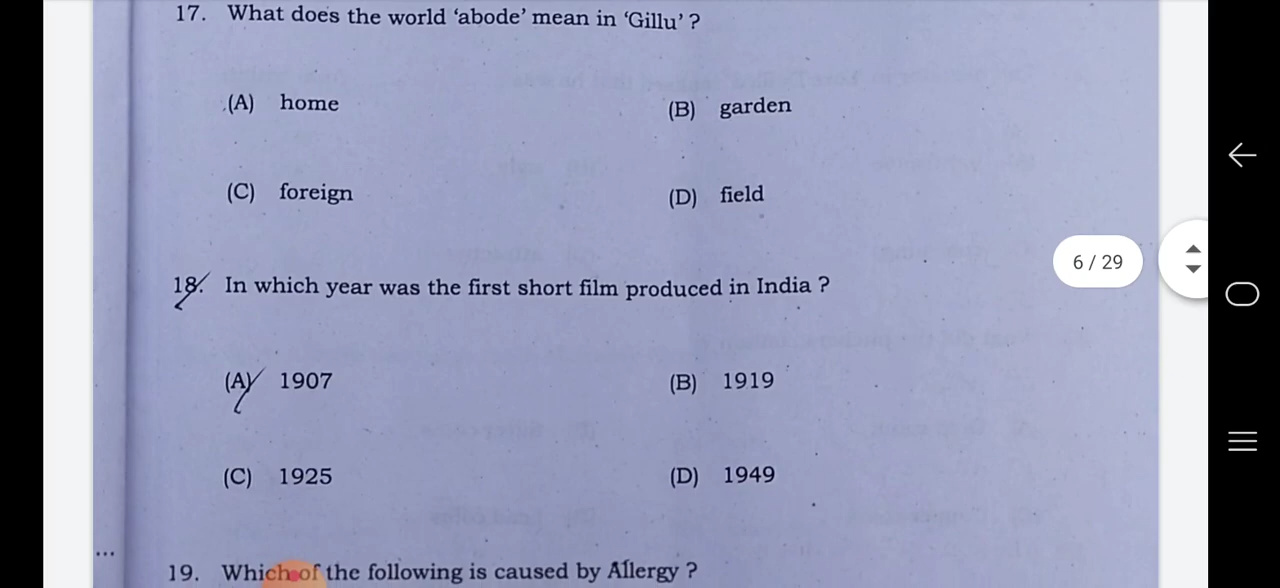 17. What does the world ‘abode’ mean in ‘Gillu’ ?
(A) home (B) garden
(C) foreign (D) field
6 / 29
18. In which year was the first short film produced in India ?
(A) 1907 (B) 1919
(C) 1925 (D) 1949
...
19. Which of the following is caused by Allergy ?